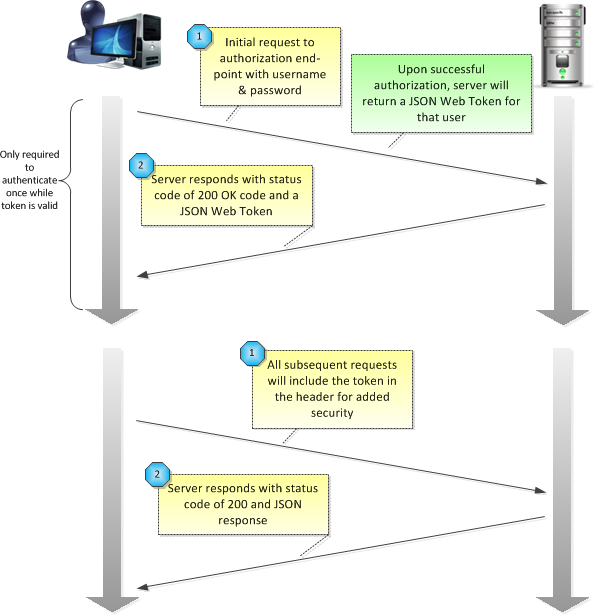 1
Initial request to
authorization end-
point with username
& password
Upon successful
authorization, server will
return a JSON Web Token for
that user
Only required
to
authenticate
once while
token is valid
2
Server responds with status
code of 200 OK code and a
JSON Web Token
1
All subsequent requests
will include the token in
the header for added
security
2
Server responds with status
code of 200 and JSON
response